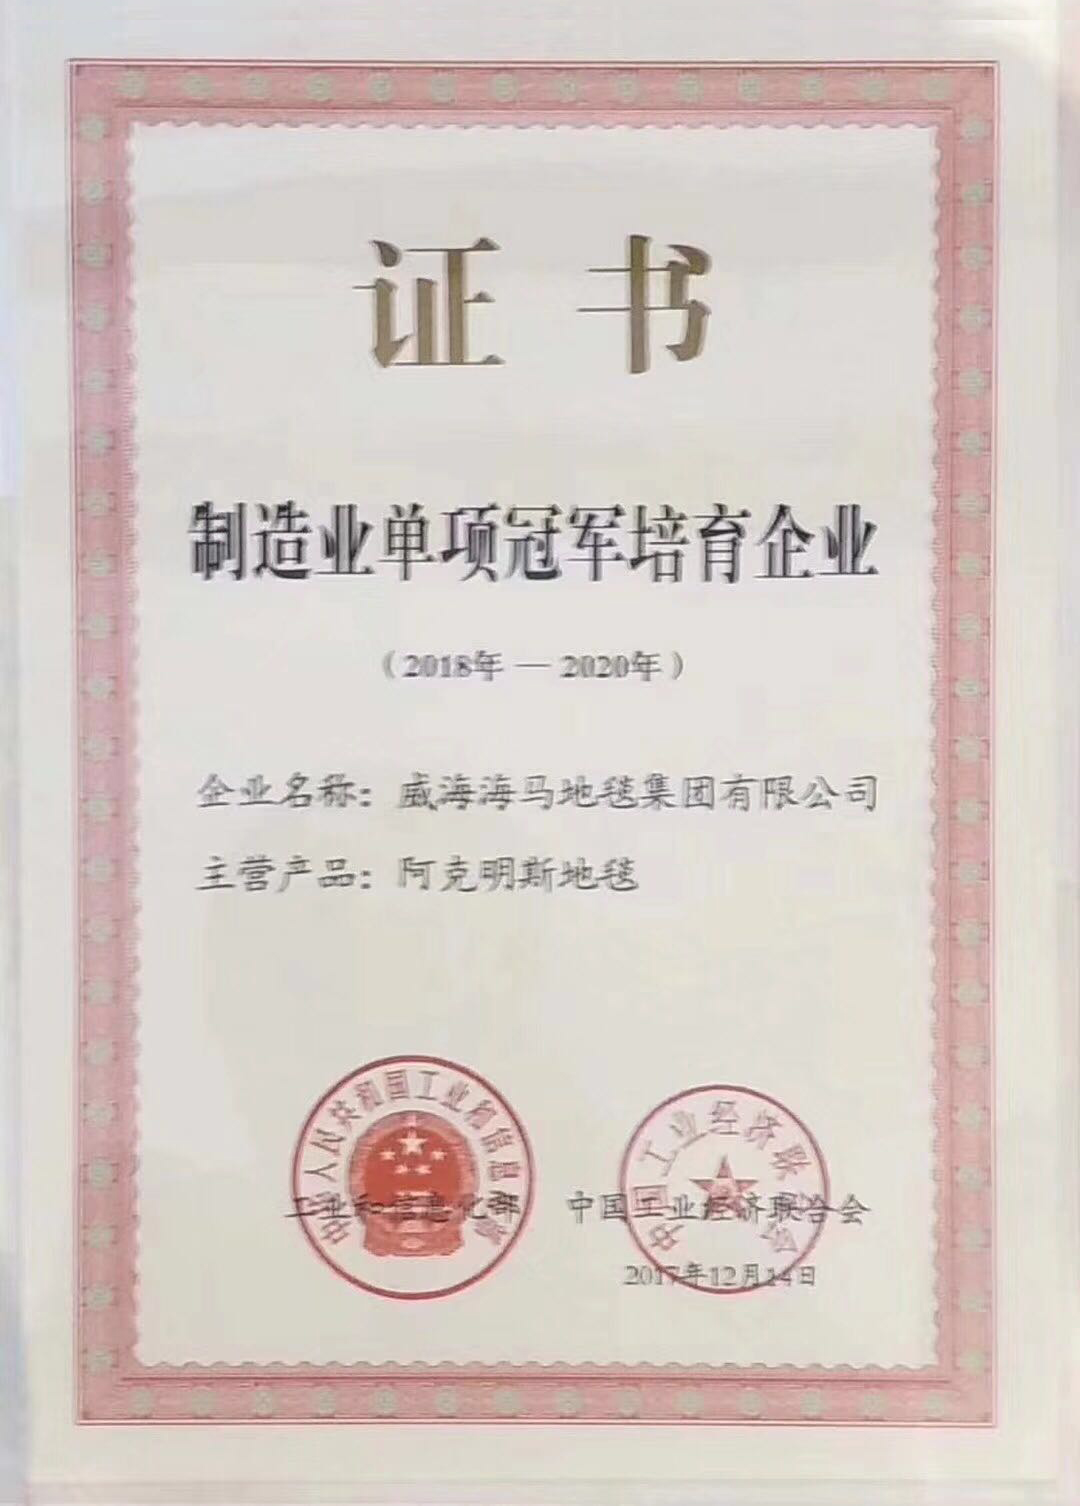 证书
制造业单项冠军培育企业
（2018年 — 2020年）
企业名称：威海海马地毯集团有限公司
主营产品：阿克明斯地毯
中华人民共和国工业和信息化部
工业和信息化部
中国工业经济联合会
中国工业经济联合会
2017年12月14日